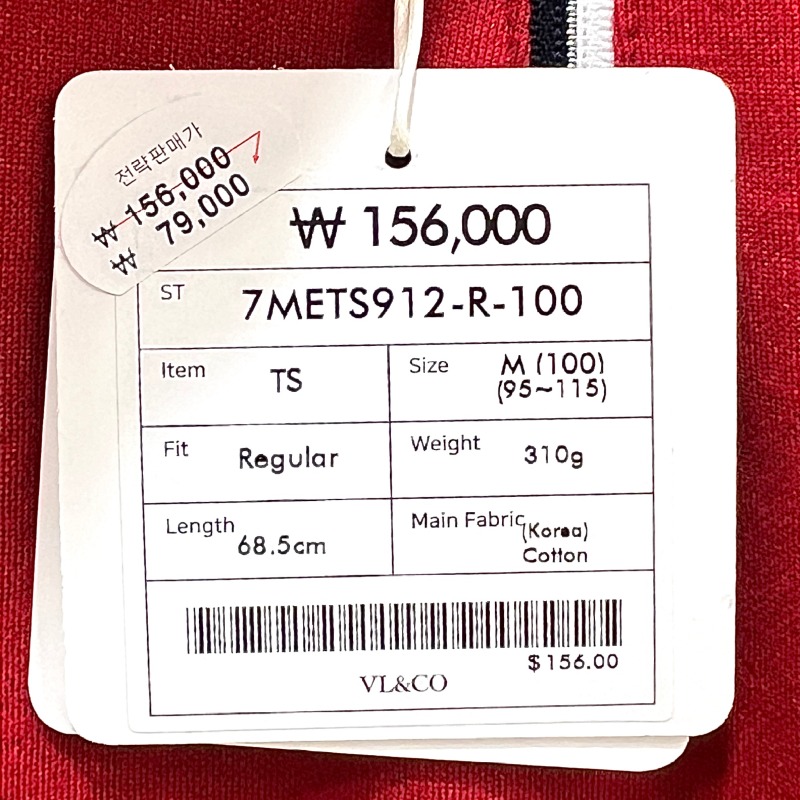 전략판매가
₩ 156,000
₩ 79,000
₩ 156,000
ST 7METS912-R-100
Item TS
Size M (100)
(95~115)
Fit Regular
Weight 310g
Length 68.5cm
Main Fabric (Korea)
Cotton
$156.00
VL&CO